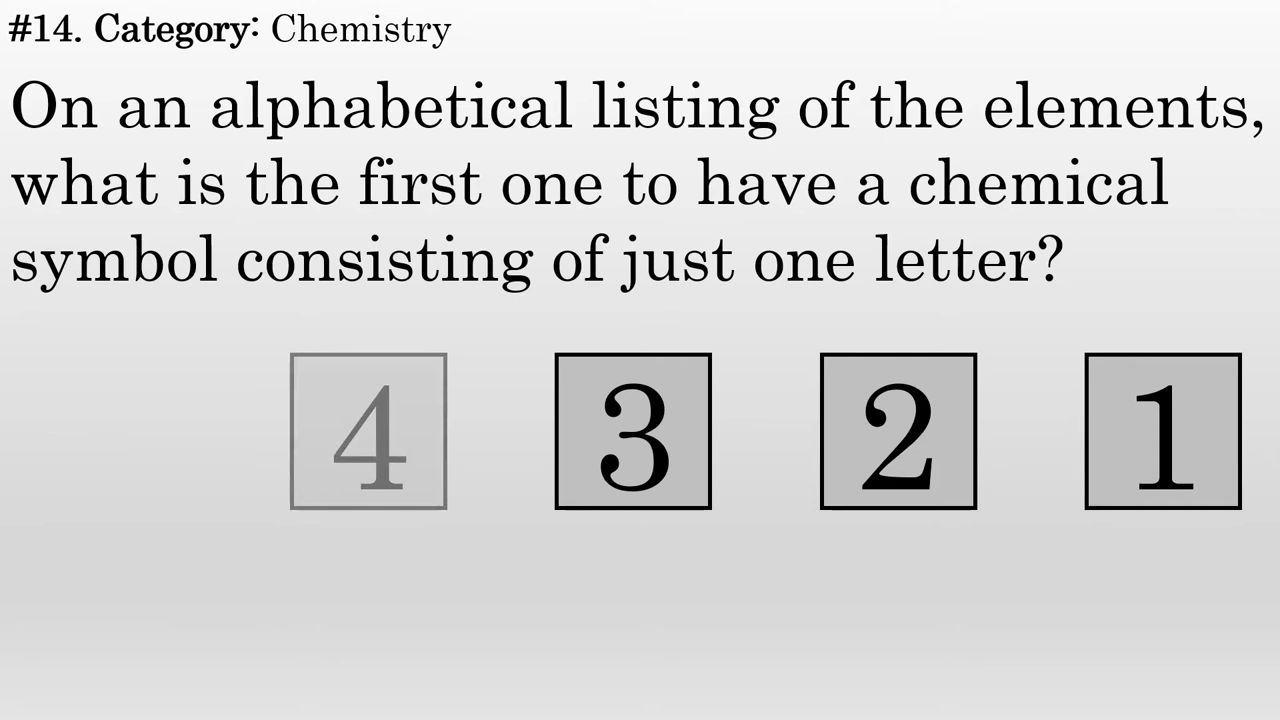 #14. Category: Chemistry
On an alphabetical listing of the elements,
what is the first one to have a chemical
symbol consisting of just one letter?
4 3 2 1